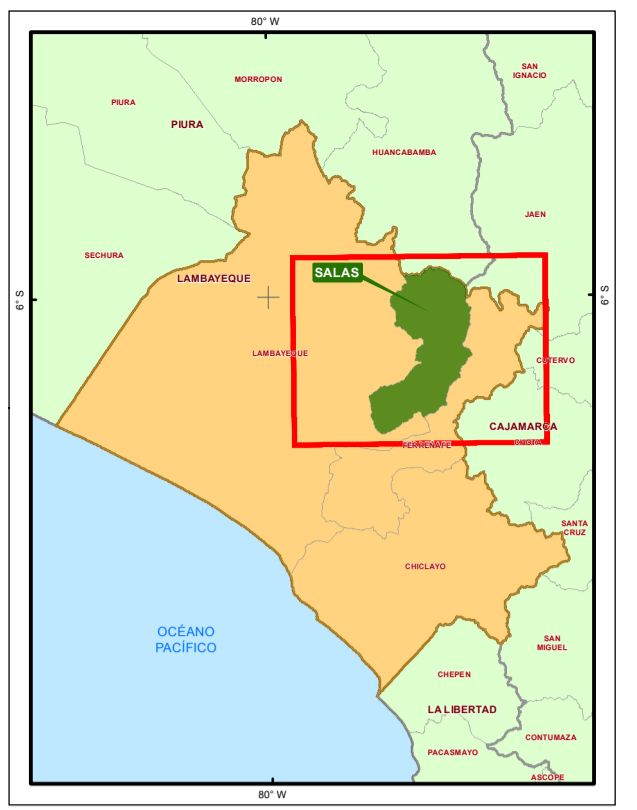 80° W
SAN
IGNACIO
MORROPON
PIURA
PIURA
HUANCABAMBA
JAEN
SECHURA
SALAS
LAMBAYEQUE
6° S
6° S
LAMBAYEQUE
CUTERVO
CAJAMARCA
CHOTA
FERREÑAFE
SANTA
CRUZ
CHICLAYO
OCÉANO
PACÍFICO
SAN
MIGUEL
CHEPEN
LA LIBERTAD
CONTUMAZA
PACASMAYO
ASCOPE
80° W